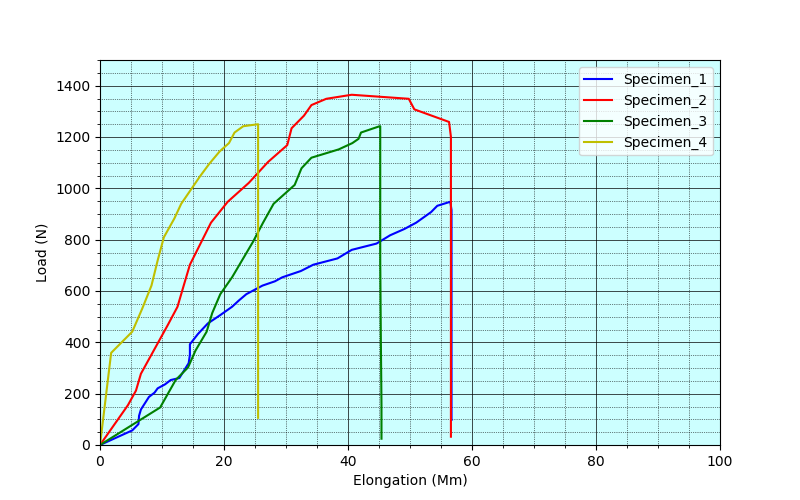 Specimen_1
Specimen_2
Specimen_3
Specimen_4
1400
1200
1000
800
600
400
200
0
Load (N)
0 20 40 60 80 100
Elongation (Mm)